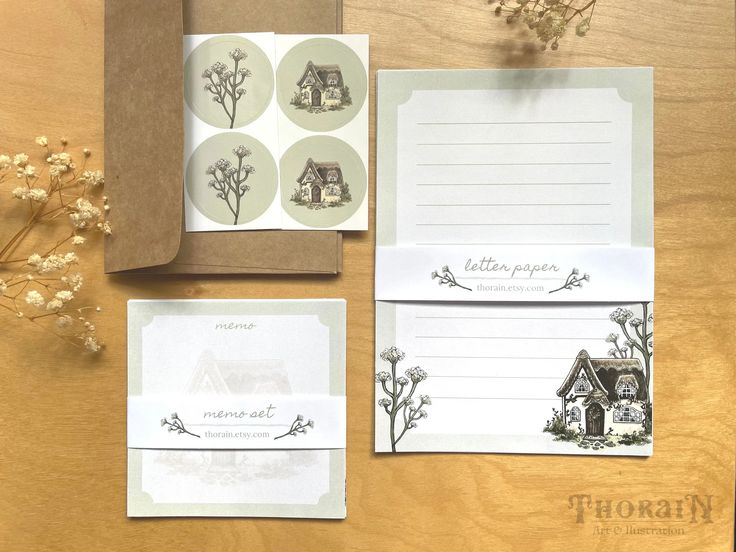 letter paper
thorain.etsy.com
memo
memo set
thorain.etsy.com
THORAIN
Art & Illustration